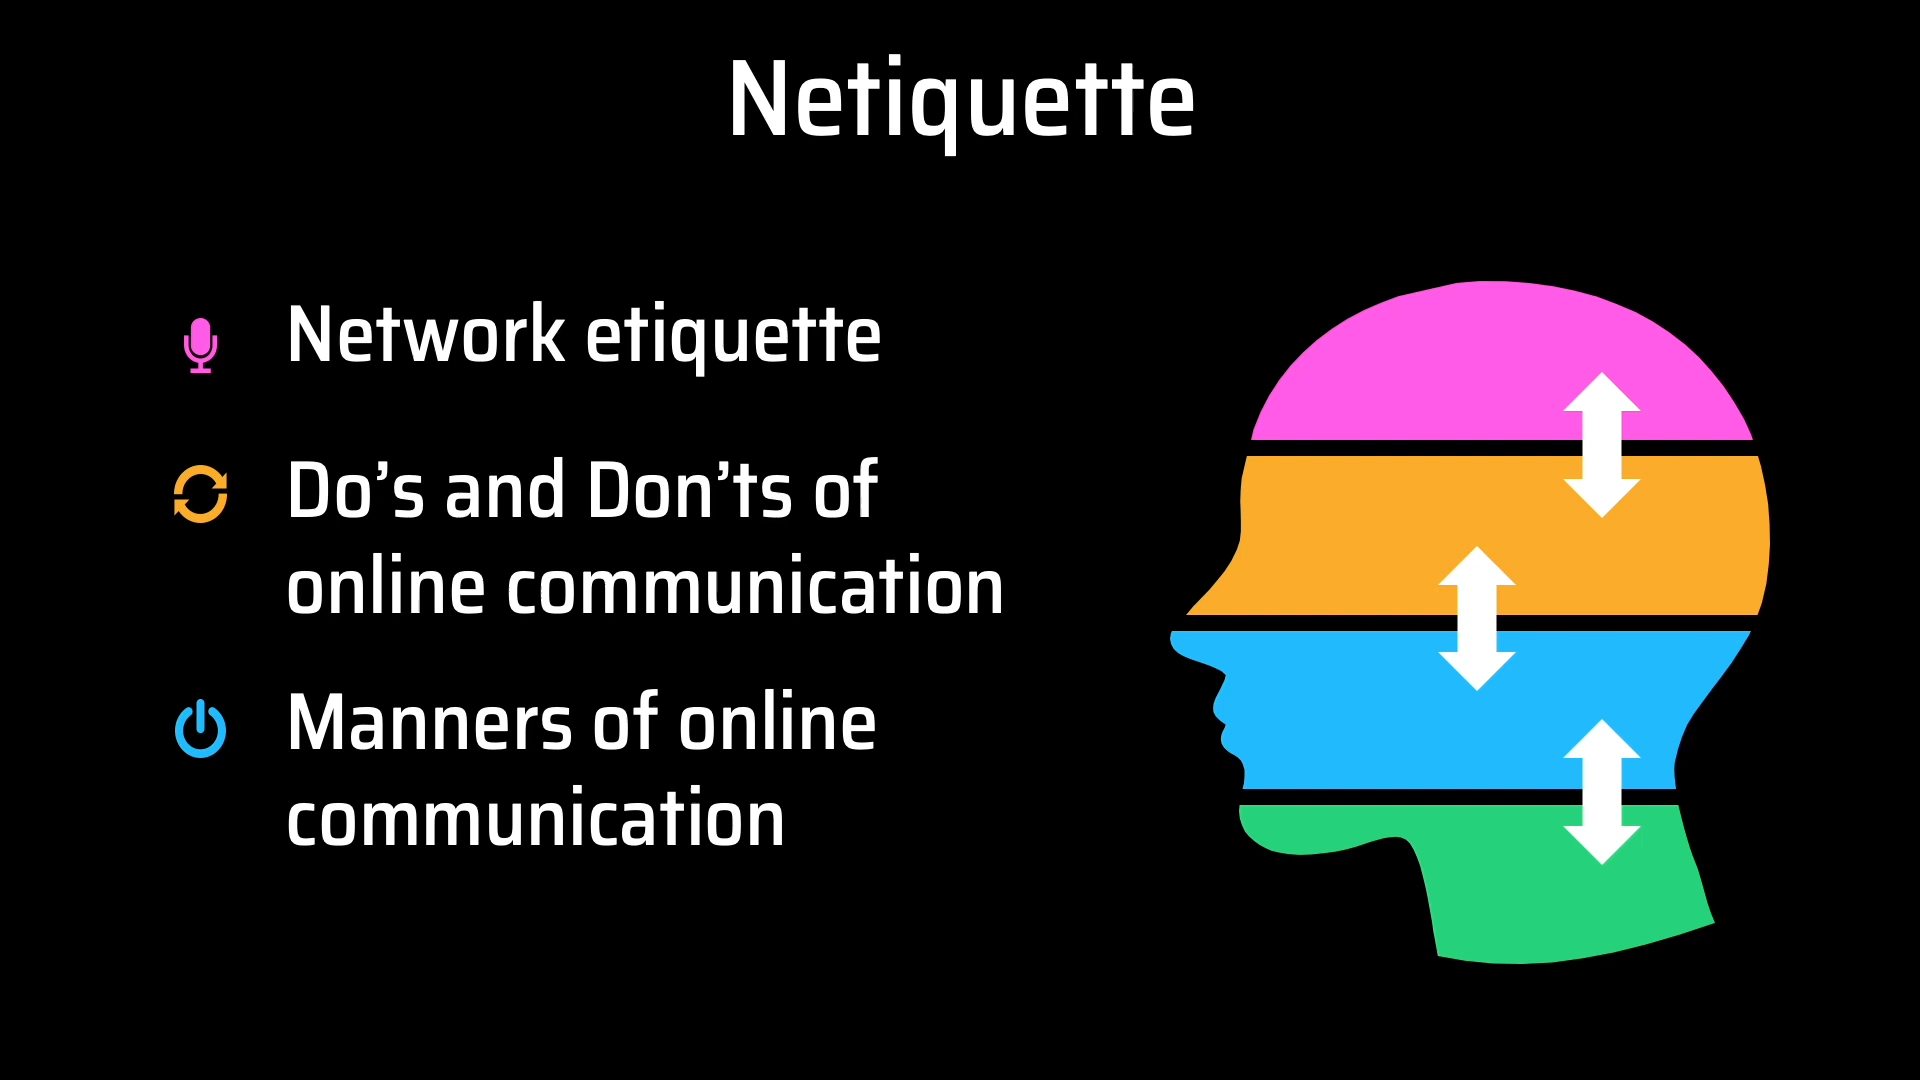 Netiquette
Network etiquette
Do’s and Don’ts of
online communication
Manners of online
communication